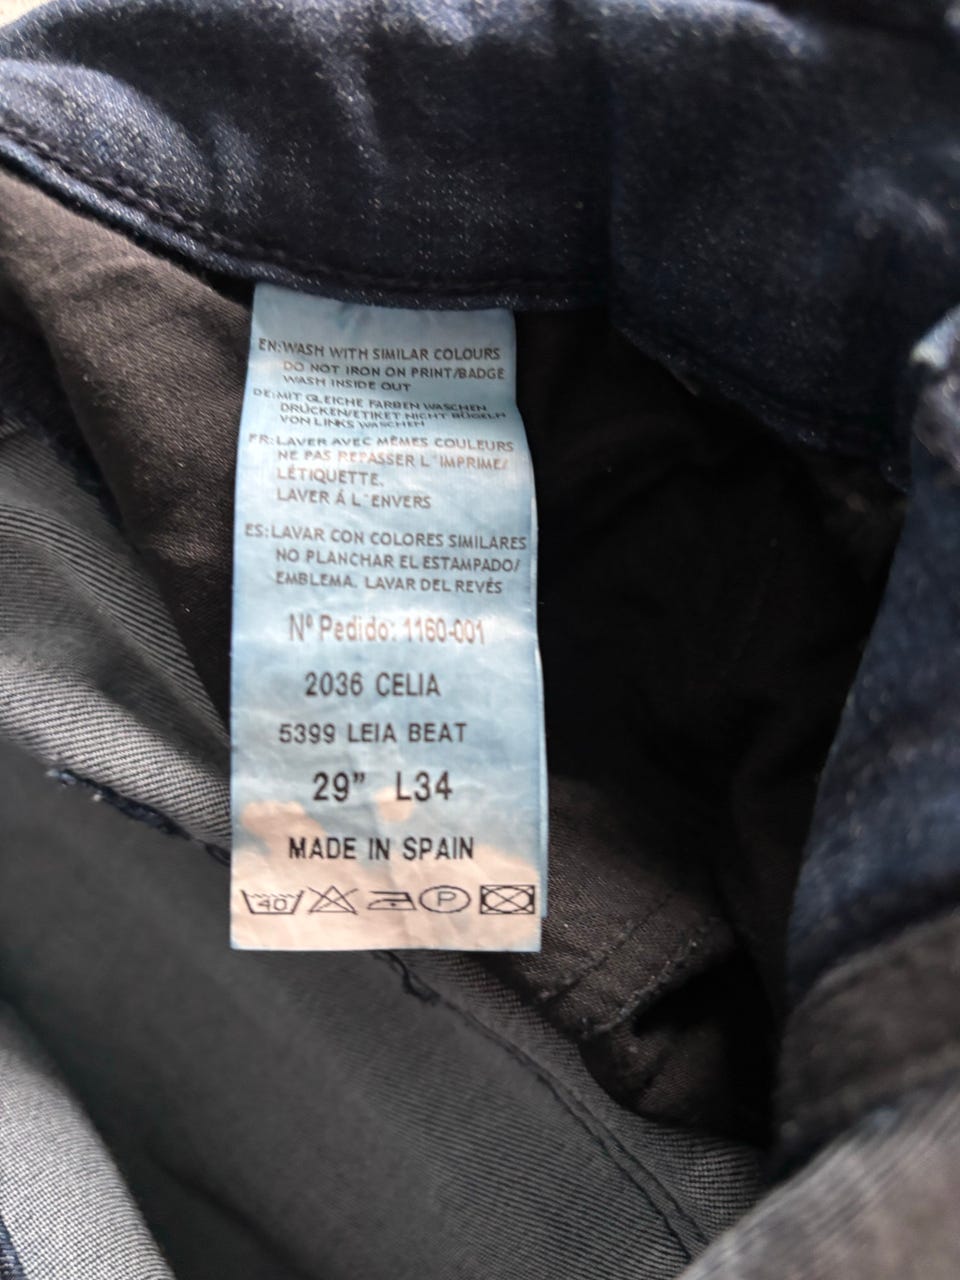 EN:WASH WITH SIMILAR COLOURS
DO NOT IRON ON PRINT/BADGE
WASH INSIDE OUT
DE:MIT GLEICHE FARBEN WASCHEN
DRÜCKEN/ETIKET NICHT BÜGELN
VON LINKS WASCHEN
FR:LAVER AVEC MÊMES COULEURS
NE PAS REPASSER L´IMPRIME/
LÉTIQUETTE.
LAVER Á L´ENVERS
ES:LAVAR CON COLORES SIMILARES
NO PLANCHAR EL ESTAMPADO/
EMBLEMA. LAVAR DEL REVÉS
Nº Pedido: 1160-001
2036 CELIA
5399 LEIA BEAT
29” L34
MADE IN SPAIN
40 P